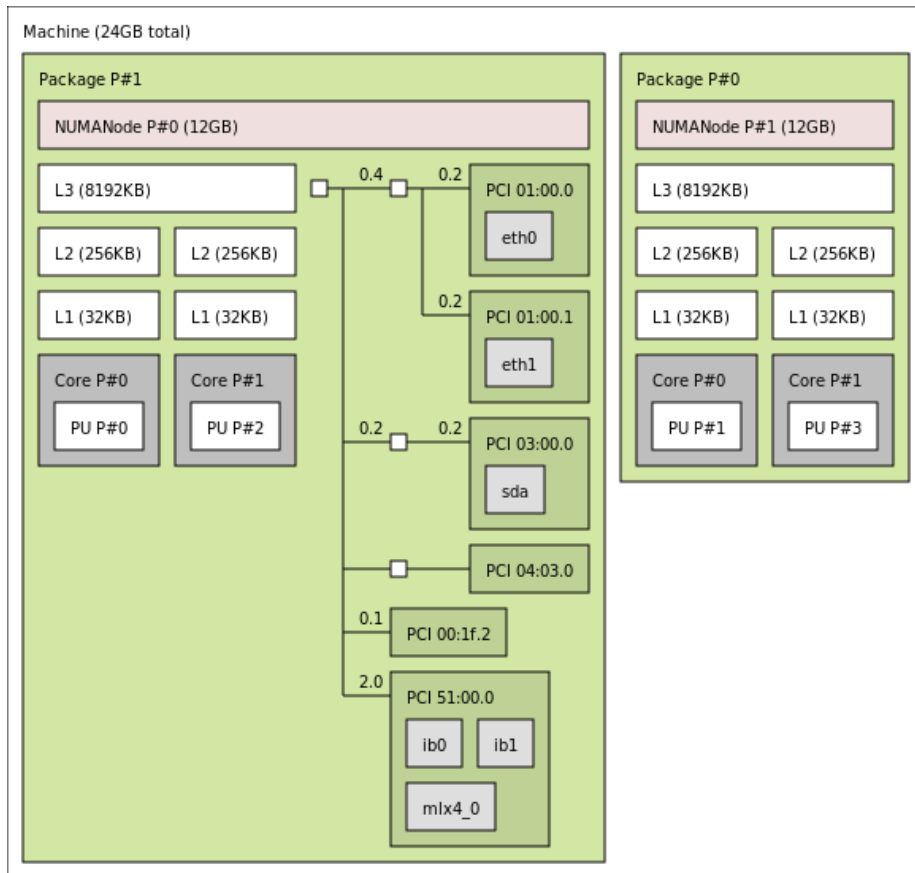 Machine (24GB total)
Package P#1
NUMANode P#0 (12GB)
L3 (8192KB)
L2 (256KB) L2 (256KB)
L1 (32KB) L1 (32KB)
Core P#0 Core P#1
PU P#0 PU P#2
0.4 0.2
PCI 01:00.0
eth0
0.2
PCI 01:00.1
eth1
0.2 0.2
PCI 03:00.0
sda
PCI 04:03.0
0.1
PCI 00:1f.2
2.0
PCI 51:00.0
ib0 ib1
mlx4_0
Package P#0
NUMANode P#1 (12GB)
L3 (8192KB)
L2 (256KB) L2 (256KB)
L1 (32KB) L1 (32KB)
Core P#0 Core P#1
PU P#1 PU P#3